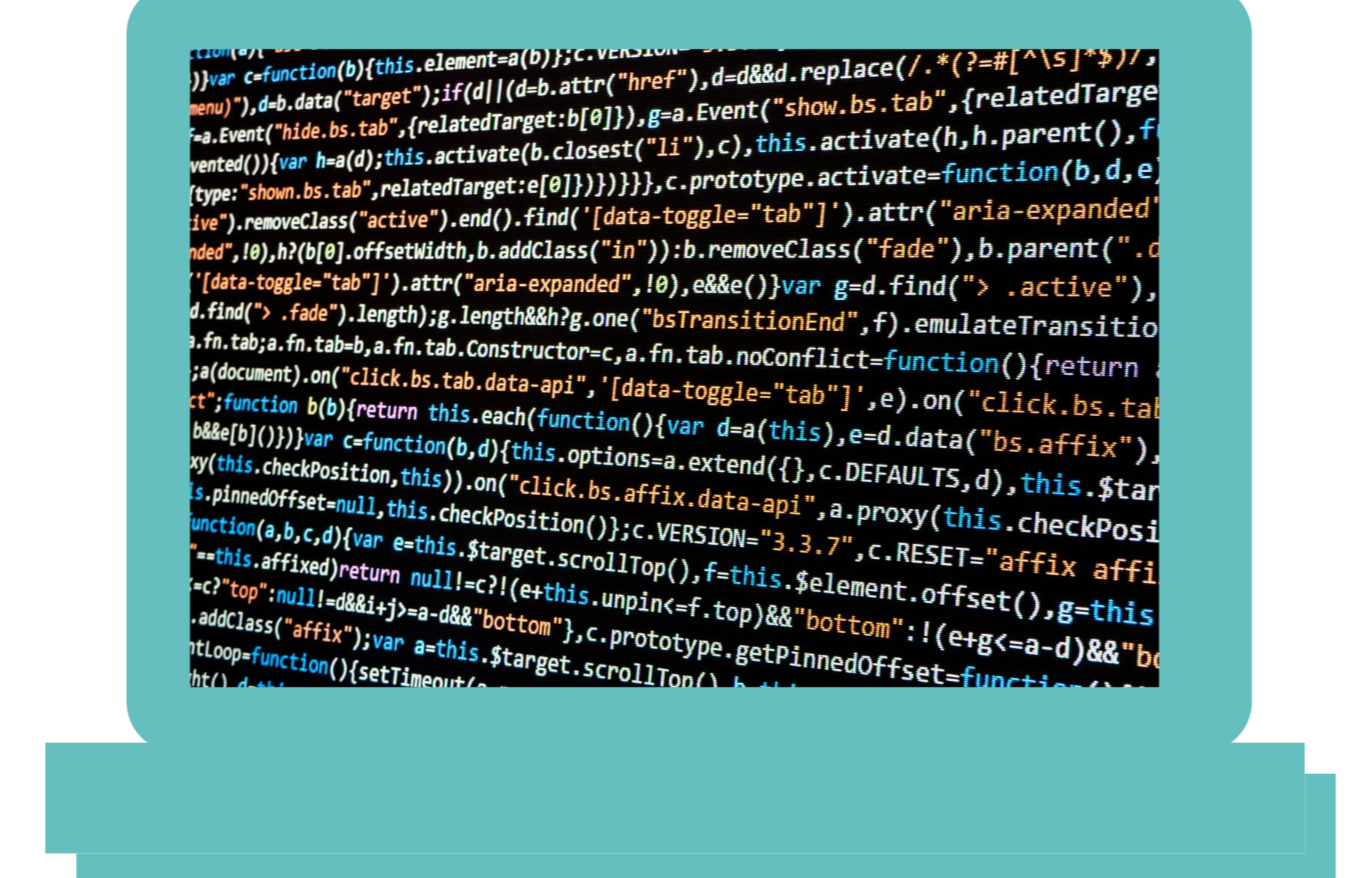 ction(a){
)}var c=function(b){this.element=a(b)};c.VERSION=
menu)"),d=b.data("target");if(d||(d=b.attr("href"),d=d&&d.replace(/.*(?=#[^\s]*$)/,
f=a.Event("hide.bs.tab",{relatedTarget:b[0]}),g=a.Event("show.bs.tab",{relatedTarge
vented()){var h=a(d);this.activate(b.closest("li"),c),this.activate(h,h.parent(),f
{type:"shown.bs.tab",relatedTarget:e[0]})})}}},c.prototype.activate=function(b,d,e)
ive").removeClass("active").end().find('[data-toggle="tab"]').attr("aria-expanded"
nded",!0),h?(b[0].offsetWidth,b.addClass("in")):b.removeClass("fade"),b.parent(".d
'[data-toggle="tab"]').attr("aria-expanded",!0),e&&e()}var g=d.find("> .active"),
d.find("> .fade").length);g.length&&h?g.one("bsTransitionEnd",f).emulateTransitio
a.fn.tab;a.fn.tab=b,a.fn.tab.Constructor=c,a.fn.tab.noConflict=function(){return
;a(document).on("click.bs.tab.data-api",'[data-toggle="tab"]',e).on("click.bs.tab
ct";function b(b){return this.each(function(){var d=a(this),e=d.data("bs.affix"),
b&&e[b]()})}var c=function(b,d){this.options=a.extend({},c.DEFAULTS,d),this.$tar
xy(this.checkPosition,this)).on("click.bs.affix.data-api",a.proxy(this.checkPosi
is.pinnedOffset=null,this.checkPosition()};c.VERSION="3.3.7",c.RESET="affix affi
unction(a,b,c,d){var e=this.$target.scrollTop(),f=this.$element.offset(),g=this
"==this.affixed)return null!=c?!(e+this.unpin<=f.top)&&"bottom":!(e+g<=a-d)&&"bo
<=c?"top":null!=d&&i+j>=a-d&&"bottom"},c.prototype.getPinnedOffset=function(){
.addClass("affix");var a=this.$target.scrollTop(),b=
ntLoop=function(){setTimeout(
ht(),d=